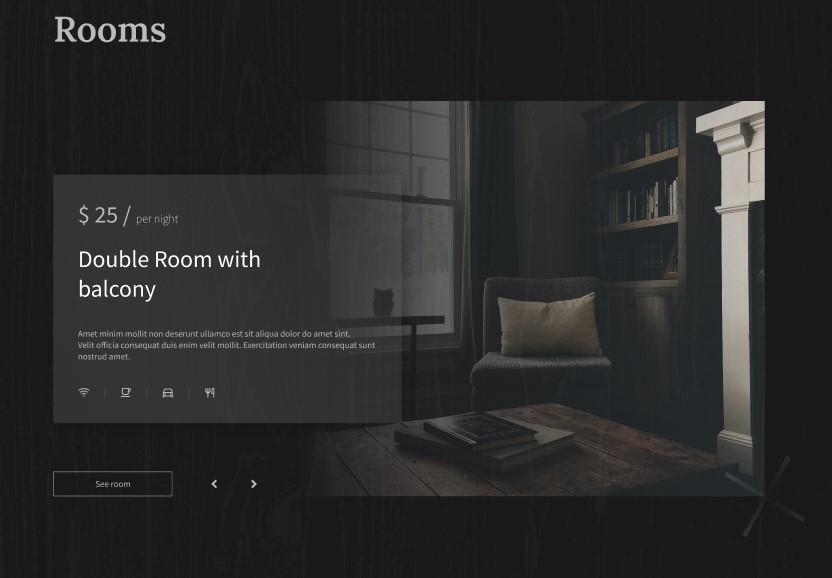 Rooms
$ 25 / per night
Double Room with
balcony
Amet minim mollit non deserunt ullamco est sit aliqua dolor do amet sint.
Velit officia consequat duis enim velit mollit. Exercitation veniam consequat sunt
nostrud amet.
See room